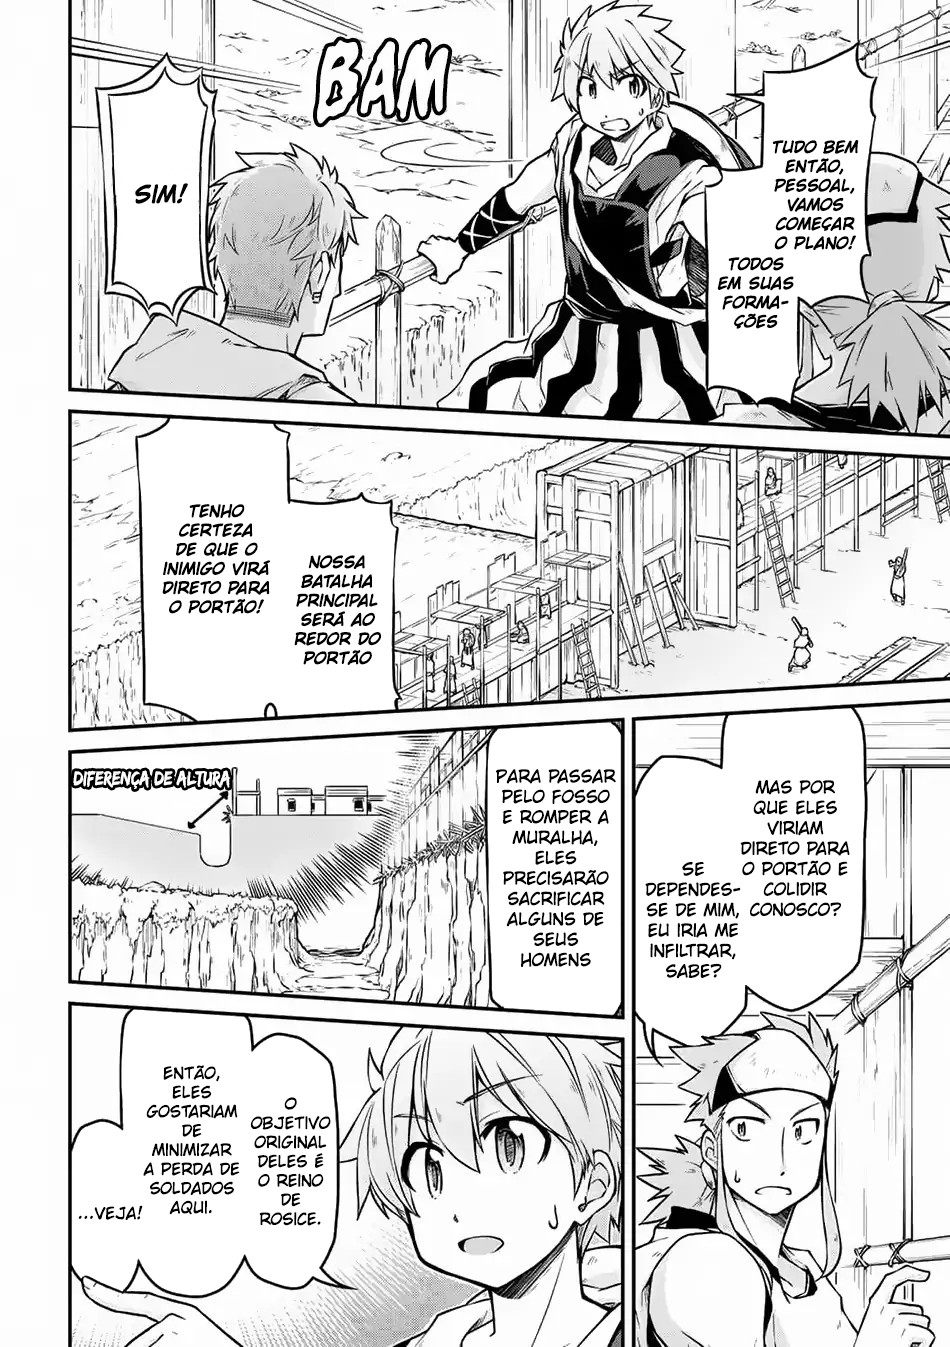 TUDO BEM
ENTÃO,
PESSOAL,
VAMOS
COMEÇAR
O PLANO!
TODOS
EM SUAS
FORMA-
ÇÕES
BAM
SIM!
NOSSA
BATALHA
PRINCIPAL
SERÁ AO
REDOR DO
PORTÃO
TENHO
CERTEZA
DE QUE O
INIMIGO VIRÁ
DIRETO PARA
O PORTÃO!
MAS POR
QUE ELES
VIRIAM
DIRETO PARA
O PORTÃO E
COLIDIR
CONOSCO?
SE
DEPENDES-
SE DE MIM,
EU IRIA ME
INFILTRAR,
SABE?
PARA PASSAR
PELO FOSSO
E ROMPER A
MURALHA,
ELES
PRECISARÃO
SACRIFICAR
ALGUNS DE
SEUS
HOMENS
DIFERENÇA DE ALTURA
O
OBJETIVO
ORIGINAL
DELES É O
REINO
DE
ROSICE.
ENTÃO,
ELES
GOSTARIAM
DE
MINIMIZAR
A PERDA DE
SOLDADOS
AQUI.
...VEJA!